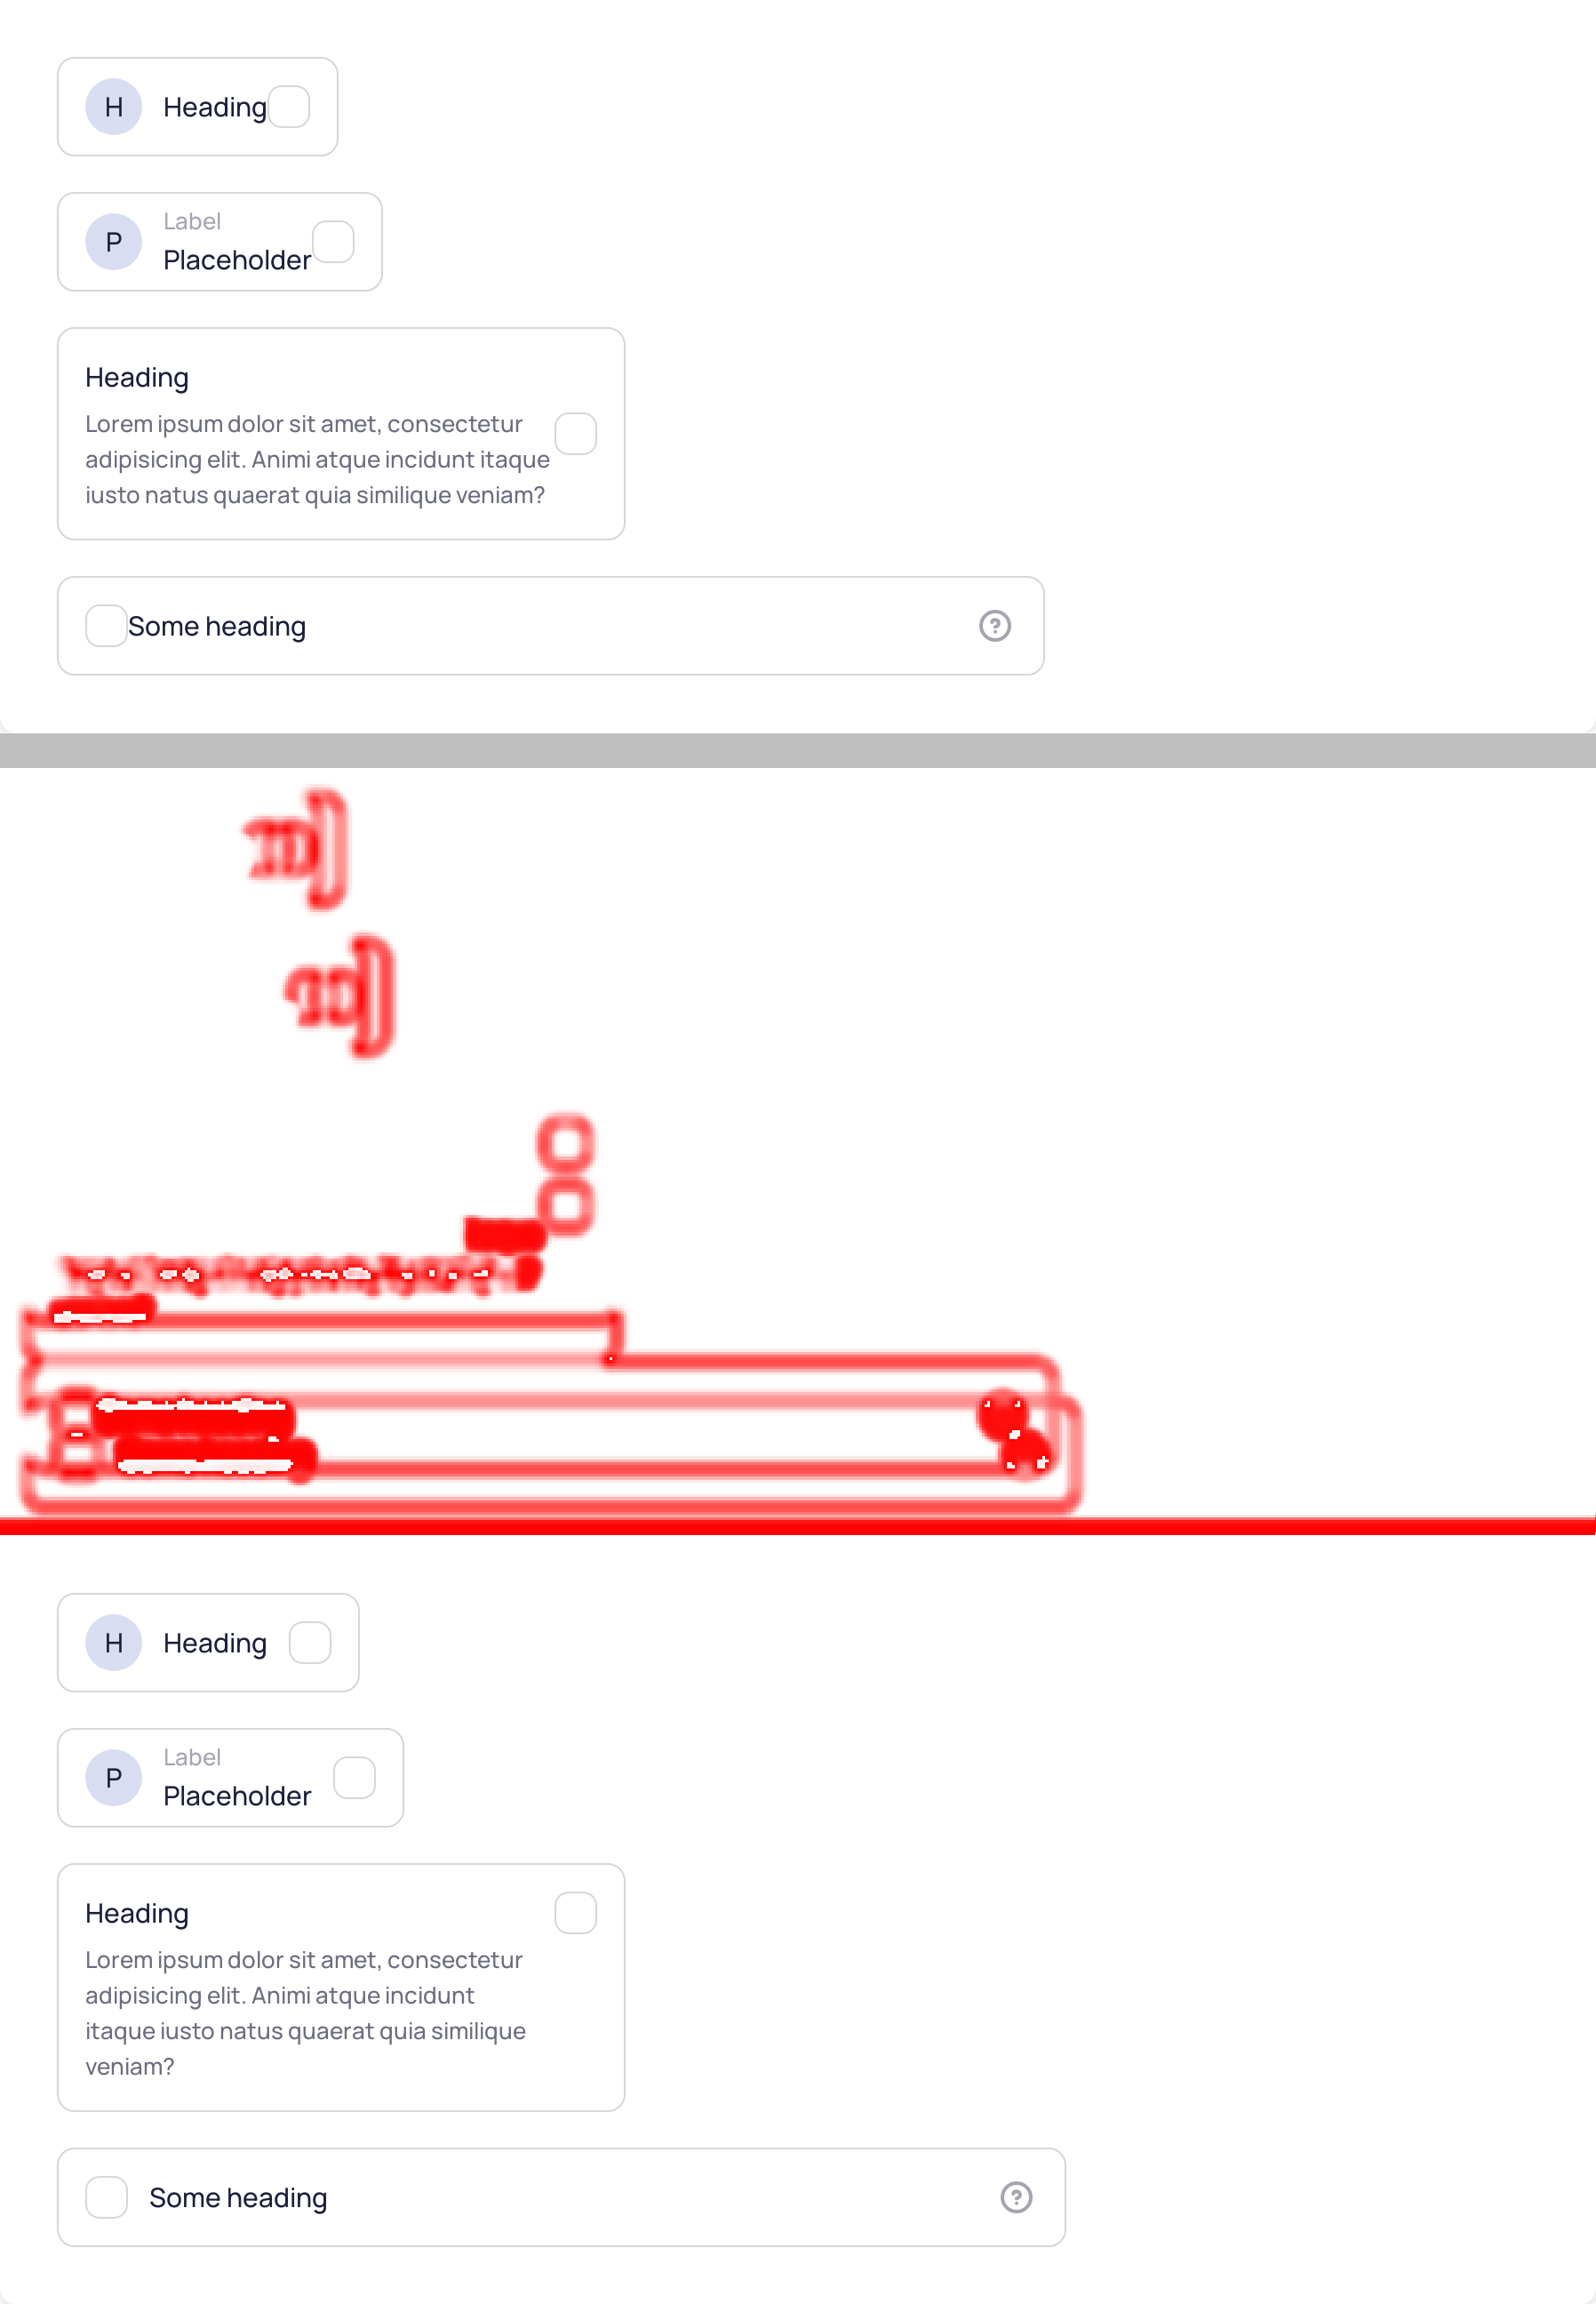 H Heading
Label
P Placeholder
Heading
Lorem ipsum dolor sit amet, consectetur
adipisicing elit. Animi atque incidunt itaque
iusto natus quaerat quia similique veniam?
Some heading ?
H Heading
Label
P Placeholder
Heading
Lorem ipsum dolor sit amet, consectetur
adipisicing elit. Animi atque incidunt
itaque iusto natus quaerat quia similique
veniam?
Some heading ?